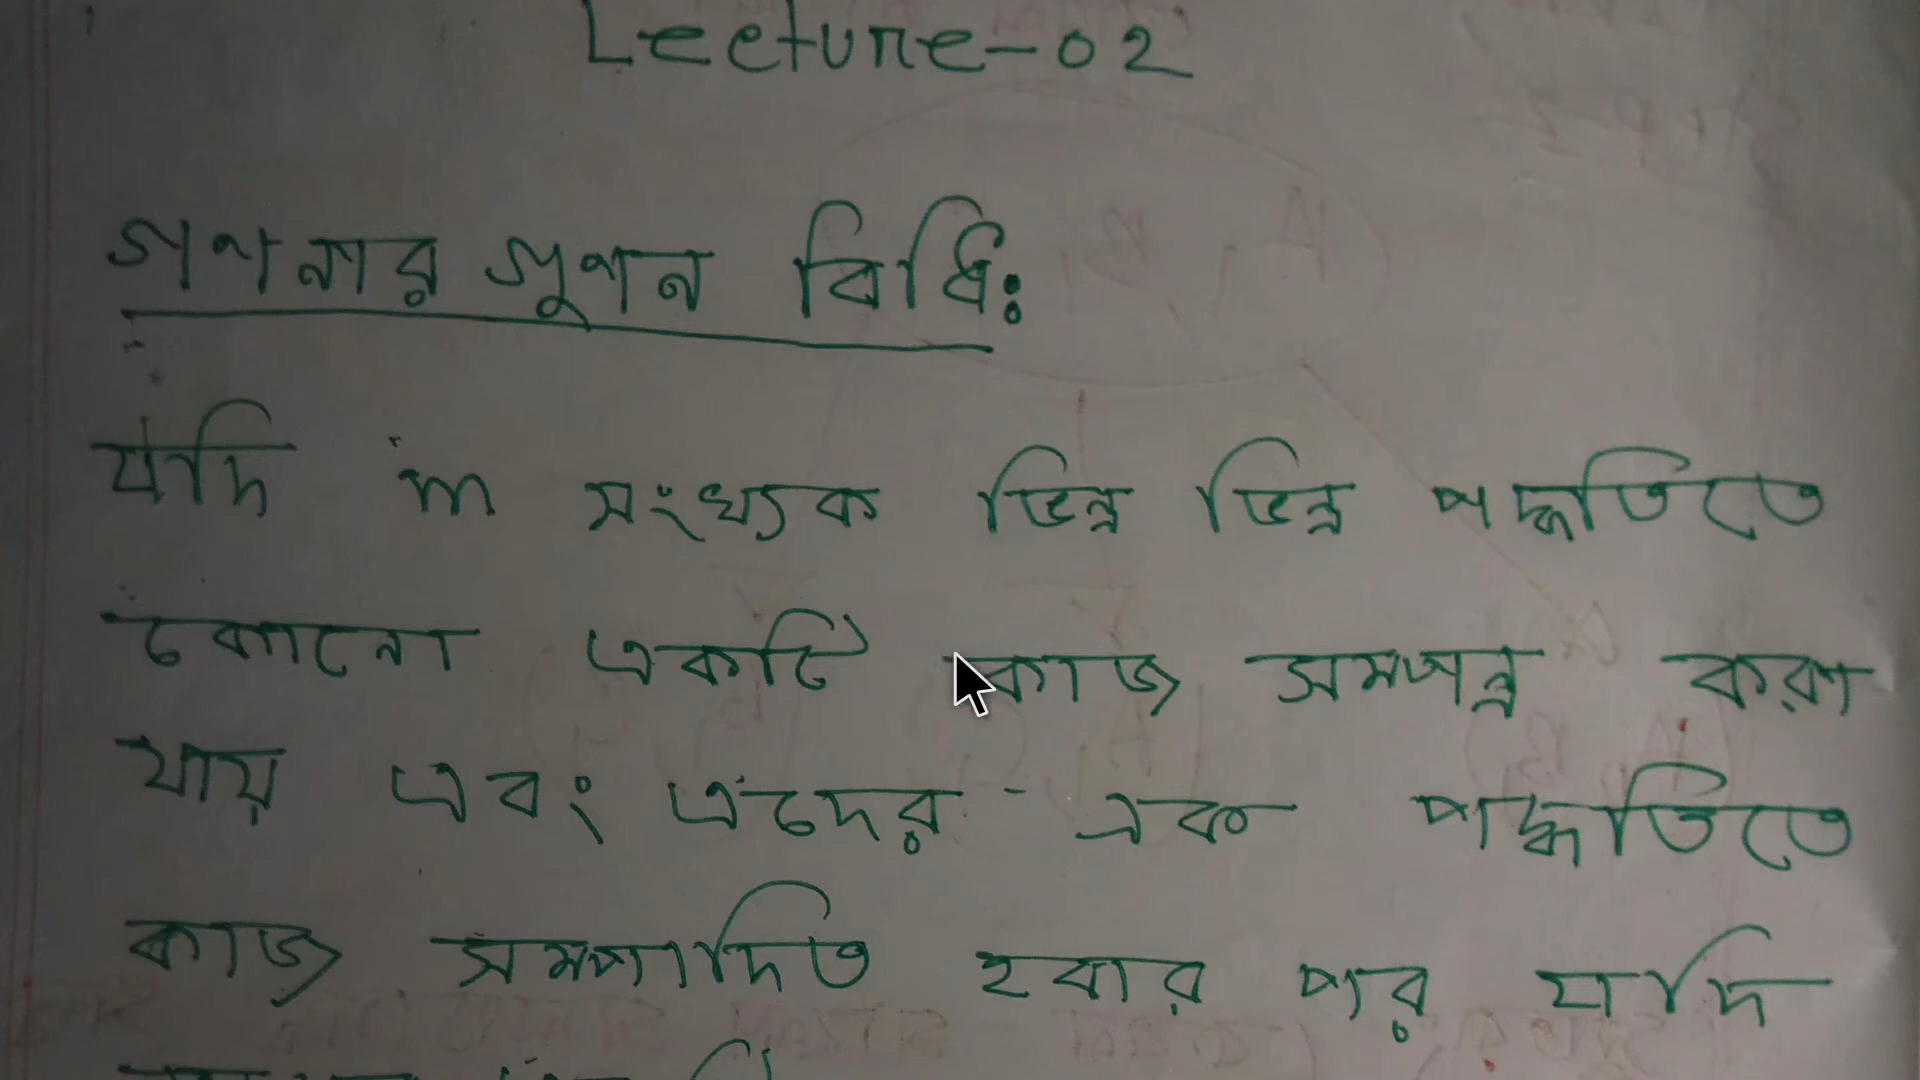 Lecture-02
গণনার গুণন বিধি:
যদি m সংখ্যক ভিন্ন ভিন্ন পদ্ধতিতে
কোনো একটি কাজ সম্পন্ন করা
যায় এবং এদের এক পদ্ধতিতে
কাজ সম্পাদিত হবার পর যদি